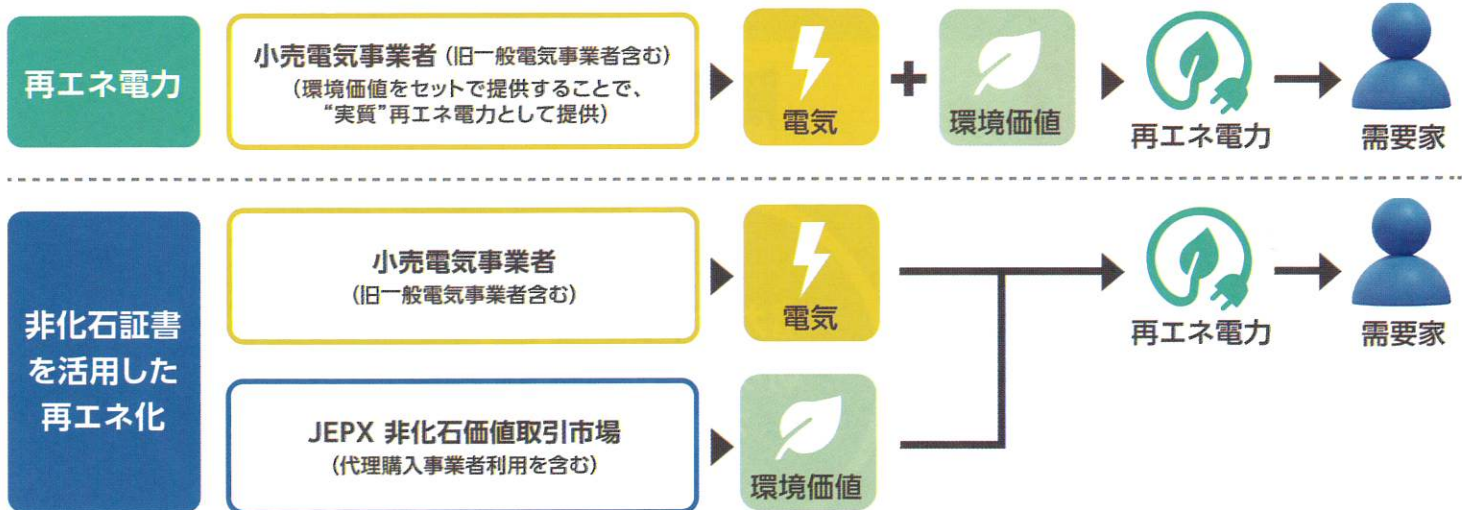 再エネ電力
小売電気事業者（旧一般電気事業者含む）
（環境価値をセットで提供することで、
“実質”再エネ電力として提供）
電気
＋
環境価値
再エネ電力
需要家
非化石証書
を活用した
再エネ化
小売電気事業者
（旧一般電気事業者含む）
電気
JEPX 非化石価値取引市場
（代理購入事業者利用を含む）
環境価値
再エネ電力
需要家